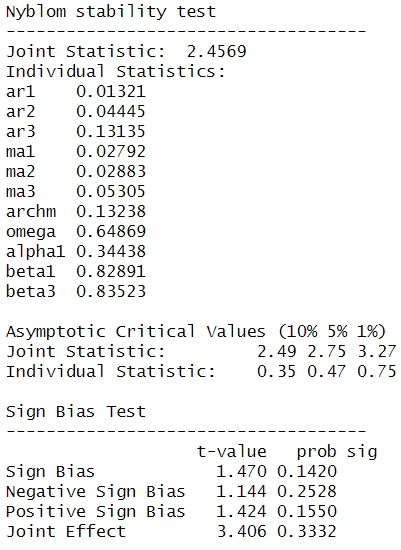 Nyblom stability test
------------------------------------
Joint Statistic:  2.4569
Individual Statistics:
ar1    0.01321
ar2    0.04445
ar3    0.13135
ma1    0.02792
ma2    0.02883
ma3    0.05305
archm  0.13238
omega  0.64869
alpha1 0.34438
beta1  0.82891
beta3  0.83523
Asymptotic Critical Values (10% 5% 1%)
Joint Statistic:         2.49 2.75 3.27
Individual Statistic:    0.35 0.47 0.75
Sign Bias Test
------------------------------------
                   t-value   prob sig
Sign Bias            1.470 0.1420
Negative Sign Bias   1.144 0.2528
Positive Sign Bias   1.424 0.1550
Joint Effect         3.406 0.3332